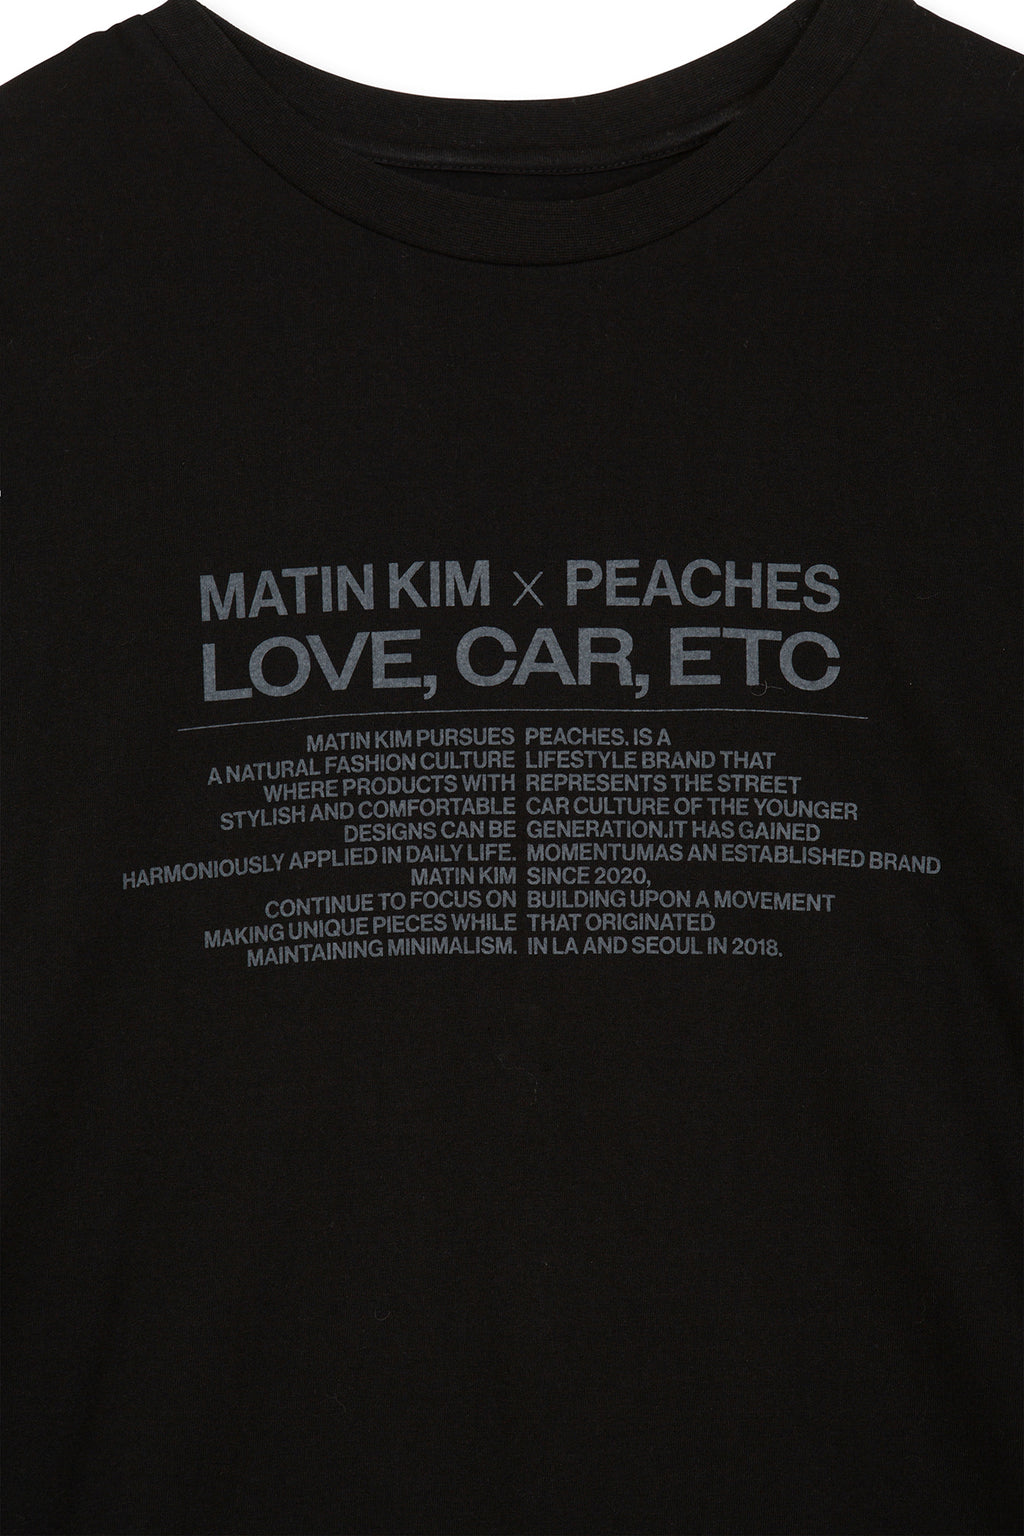 MATIN KIM × PEACHES
LOVE, CAR, ETC
MATIN KIM PURSUES
A NATURAL FASHION CULTURE
WHERE PRODUCTS WITH
STYLISH AND COMFORTABLE
DESIGNS CAN BE
HARMONIOUSLY APPLIED IN DAILY LIFE.
MATIN KIM
CONTINUE TO FOCUS ON
MAKING UNIQUE PIECES WHILE
MAINTAINING MINIMALISM.
PEACHES. IS A
LIFESTYLE BRAND THAT
REPRESENTS THE STREET
CAR CULTURE OF THE YOUNGER
GENERATION.IT HAS GAINED
MOMENTUMAS AN ESTABLISHED BRAND
SINCE 2020,
BUILDING UPON A MOVEMENT
THAT ORIGINATED
IN LA AND SEOUL IN 2018.